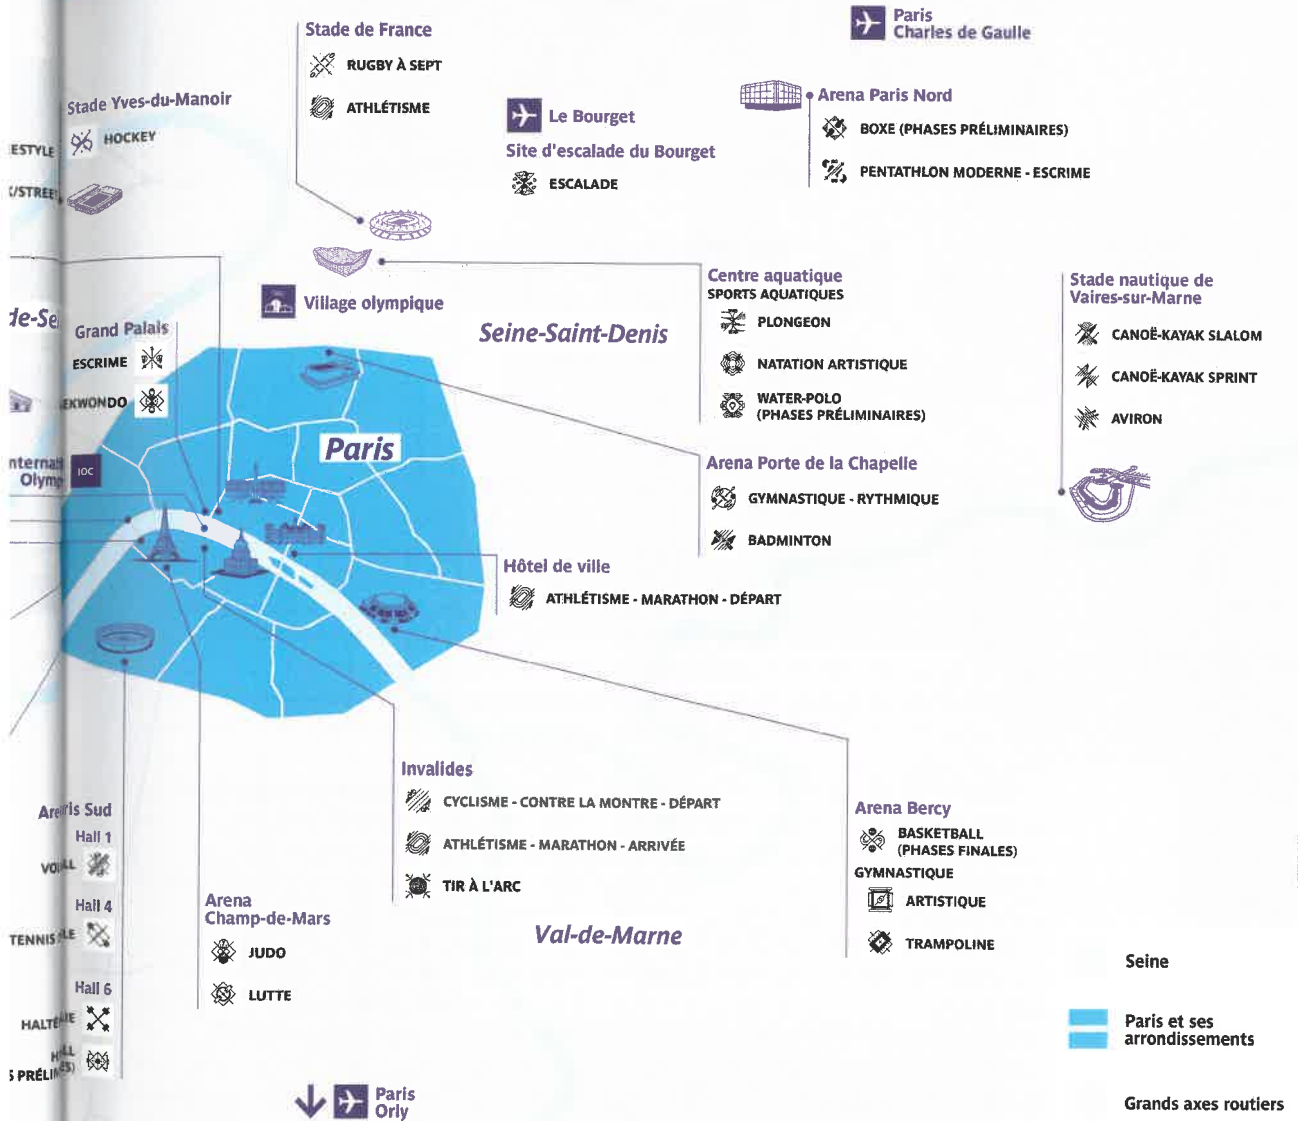 Paris
Charles de Gaulle
Stade de France
RUGBY À SEPT
ATHLÉTISME
Stade Yves-du-Manoir
HOCKEY
ESTYLE
Le Bourget
Site d'escalade du Bourget
ESCALADE
Arena Paris Nord
BOXE (PHASES PRÉLIMINAIRES)
PENTATHLON MODERNE - ESCRIME
Village olympique
Seine-Saint-Denis
Centre aquatique
SPORTS AQUATIQUES
PLONGEON
NATATION ARTISTIQUE
WATER-POLO
(PHASES PRÉLIMINAIRES)
Stade nautique de
Vaires-sur-Marne
CANOË-KAYAK SLALOM
CANOË-KAYAK SPRINT
AVIRON
Grand Palais
ESCRIME
EKWONDO
Paris
IOC
Arena Porte de la Chapelle
GYMNASTIQUE - RYTHMIQUE
BADMINTON
Hôtel de ville
ATHLÉTISME - MARATHON - DÉPART
Invalides
CYCLISME - CONTRE LA MONTRE - DÉPART
ATHLÉTISME - MARATHON - ARRIVÉE
TIR À L'ARC
Arena Bercy
BASKETBALL
(PHASES FINALES)
GYMNASTIQUE
ARTISTIQUE
TRAMPOLINE
Sud
Hall 1
Hall 4
TENNIS
Hall 6
Arena
Champ-de-Mars
JUDO
LUTTE
Val-de-Marne
Seine
Paris et ses
arrondissements
Grands axes routiers
Paris
Orly